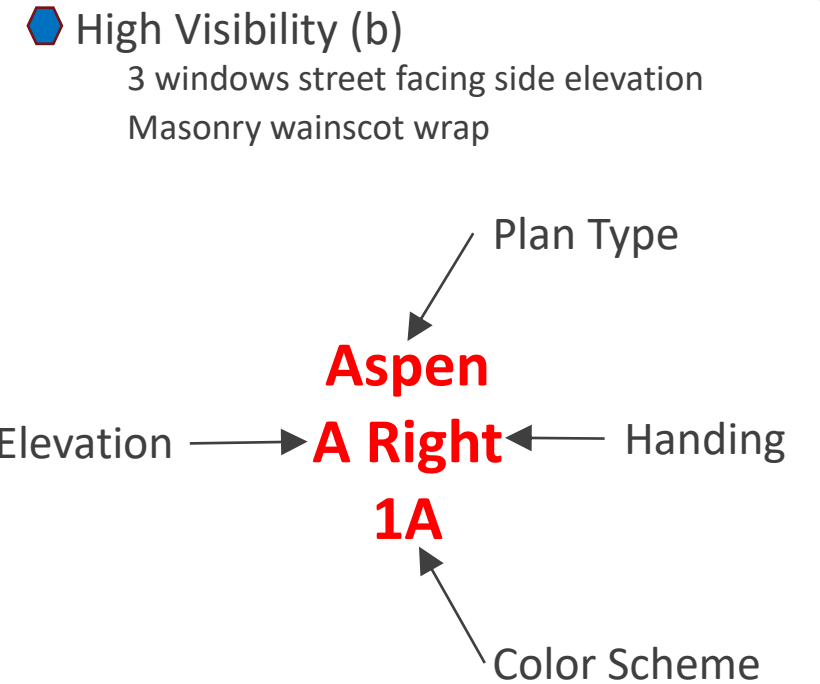 High Visibility (b)
3 windows street facing side elevation
Masonry wainscot wrap
Plan Type
Aspen
Elevation A Right Handing
1A
Color Scheme